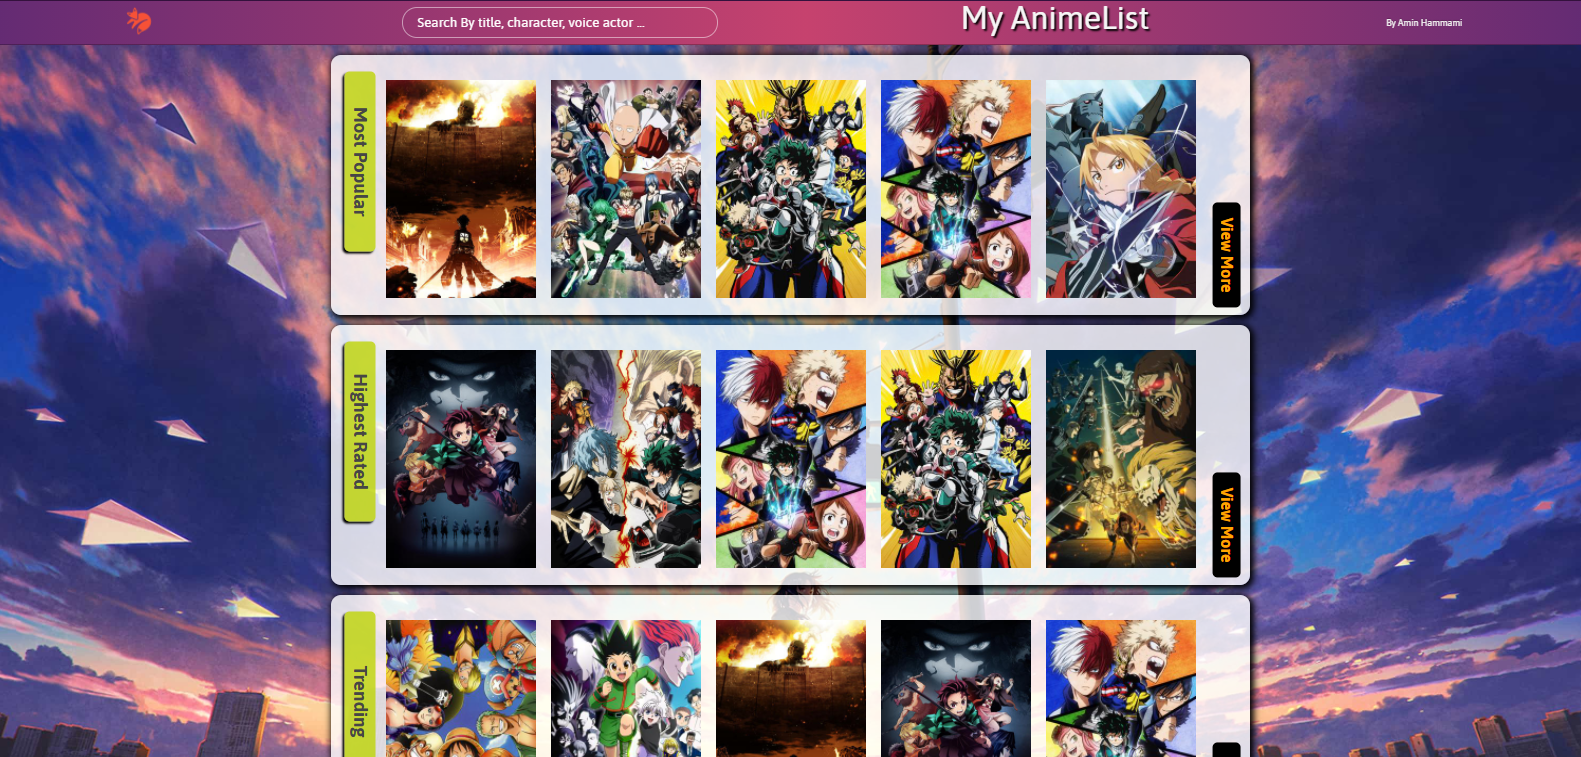 Search By title, character, voice actor ...
My AnimeList
By Amin Hammami
Most Popular
View More
Highest Rated
View More
Trending